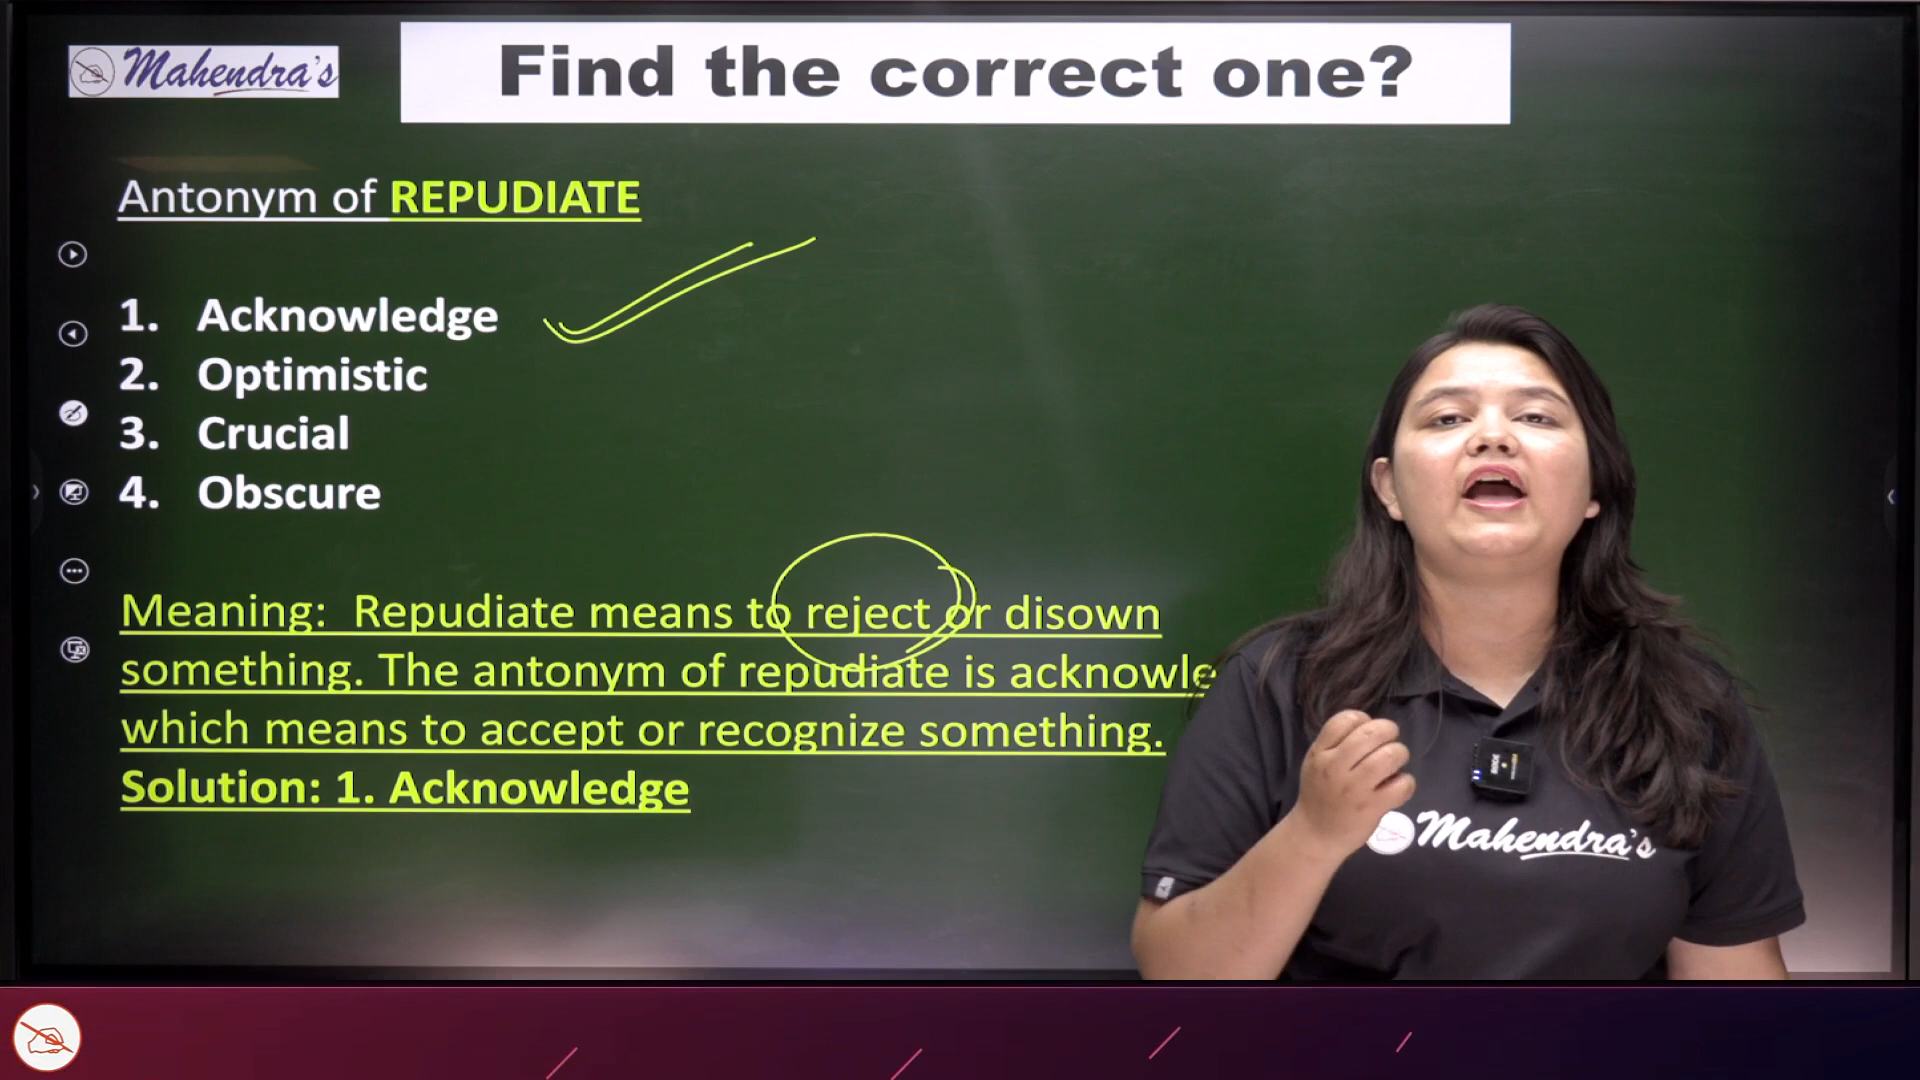 Mahendra's
Find the correct one?
Antonym of REPUDIATE
1. Acknowledge
2. Optimistic
3. Crucial
4. Obscure
Meaning: Repudiate means to reject or disown
something. The antonym of repudiate is acknowle
which means to accept or recognize something.
Solution: 1. Acknowledge
Mahendra's